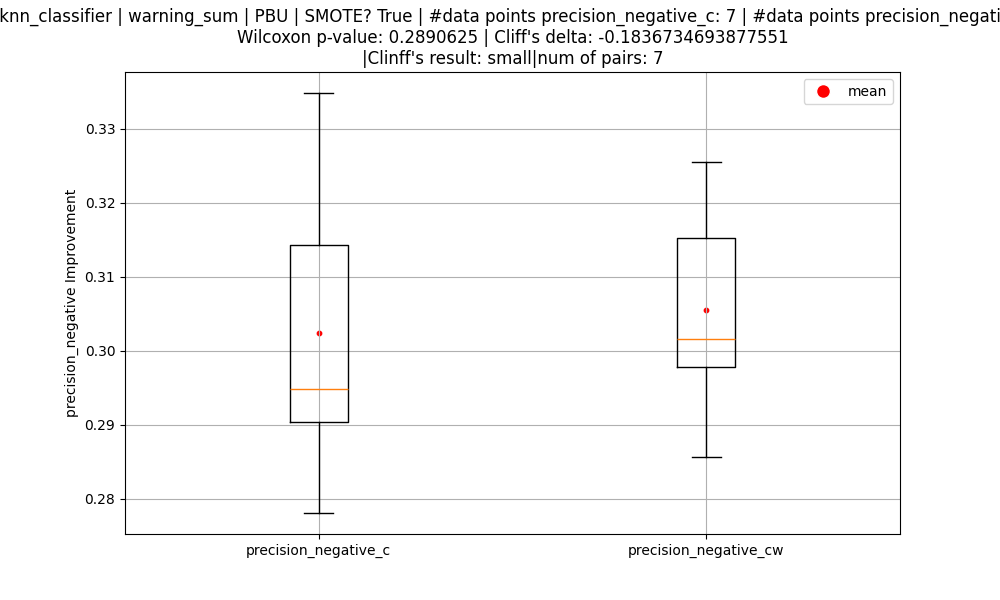 knn_classifier | warning_sum | PBU | SMOTE? True | #data points precision_negative_c: 7 | #data points
Wilcoxon p-value: 0.2890625 | Cliff's delta: -0.1836734693877551
|Clinff's result: small|num of pairs: 7
mean
0.33
0.32
0.31
0.30
0.29
0.28
precision_negative Improvement
precision_negative_c
precision_negative_cw